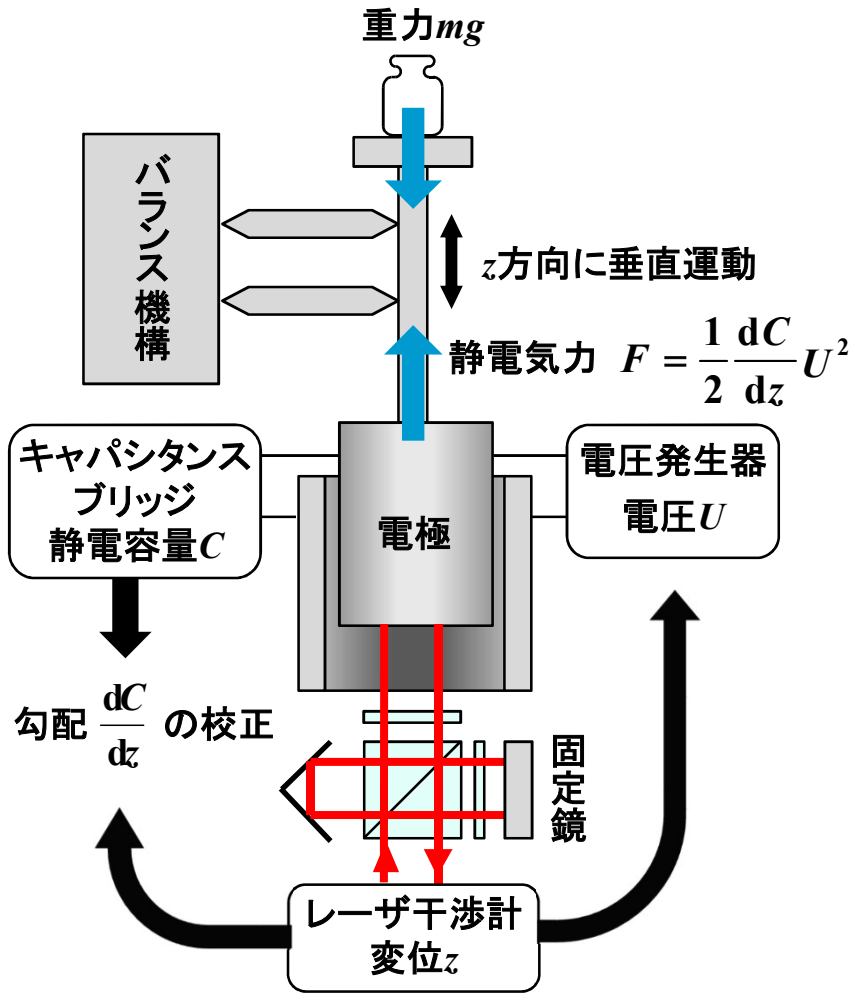 重力mg
バランス機構
z方向に垂直運動
静電気力 F = 1/2 dC/dz U²
キャパシタンス
ブリッジ
静電容量C
電極
電圧発生器
電圧U
勾配 dC/dz の校正
固定鏡
レーザ干渉計
変位z